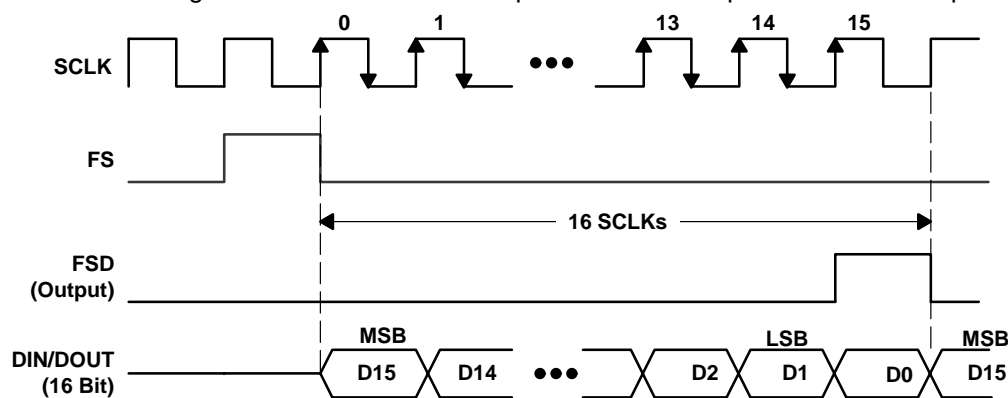 0 1 13 14 15
SCLK
FS
16 SCLKs
FSD
(Output)
MSB LSB MSB
DIN/DOUT
(16 Bit)
D15 D14 D2 D1 D0 D15